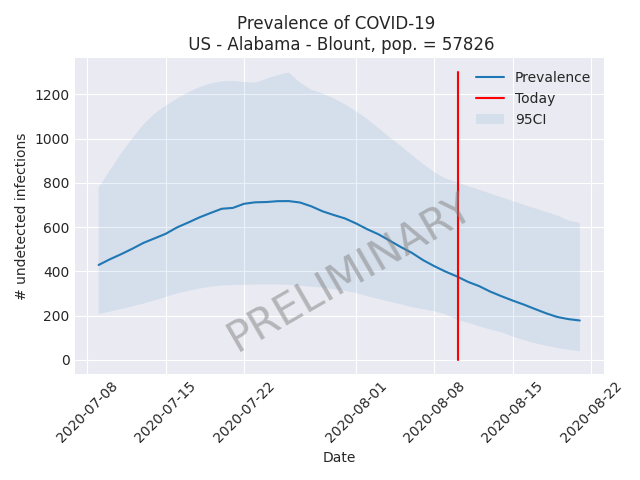 Prevalence of COVID-19
US - Alabama - Blount, pop. = 57826
Prevalence
Today
95CI
1200
1000
800
600
400
200
0
# undetected infections
PRELIMINARY
2020-07-08
2020-07-15
2020-07-22
2020-08-01
2020-08-08
2020-08-15
2020-08-22
Date